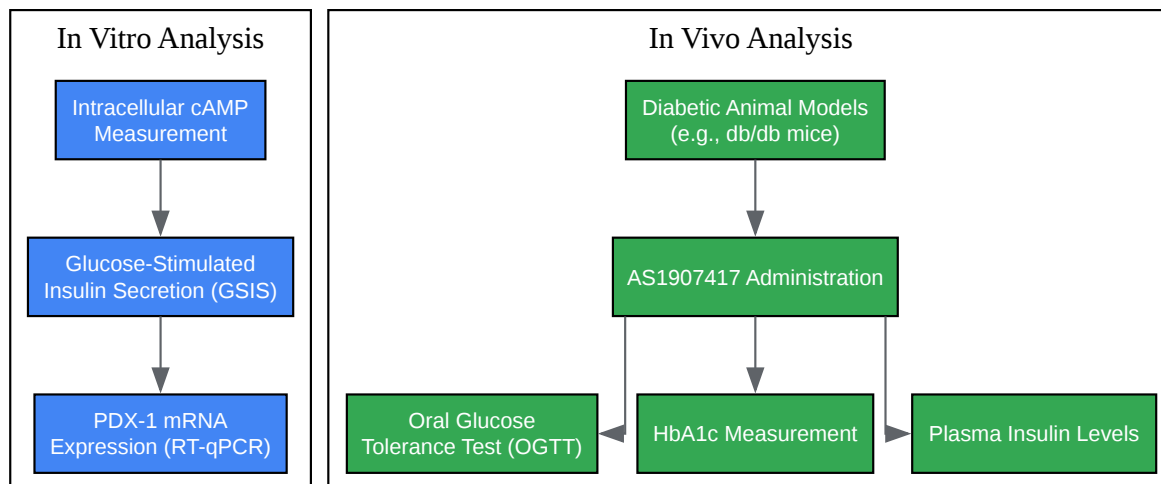 In Vitro Analysis
Intracellular cAMP
Measurement
Glucose-Stimulated
Insulin Secretion (GSIS)
PDX-1 mRNA
Expression (RT-qPCR)
In Vivo Analysis
Diabetic Animal Models
(e.g., db/db mice)
AS1907417 Administration
Oral Glucose
Tolerance Test (OGTT)
HbA1c Measurement
Plasma Insulin Levels